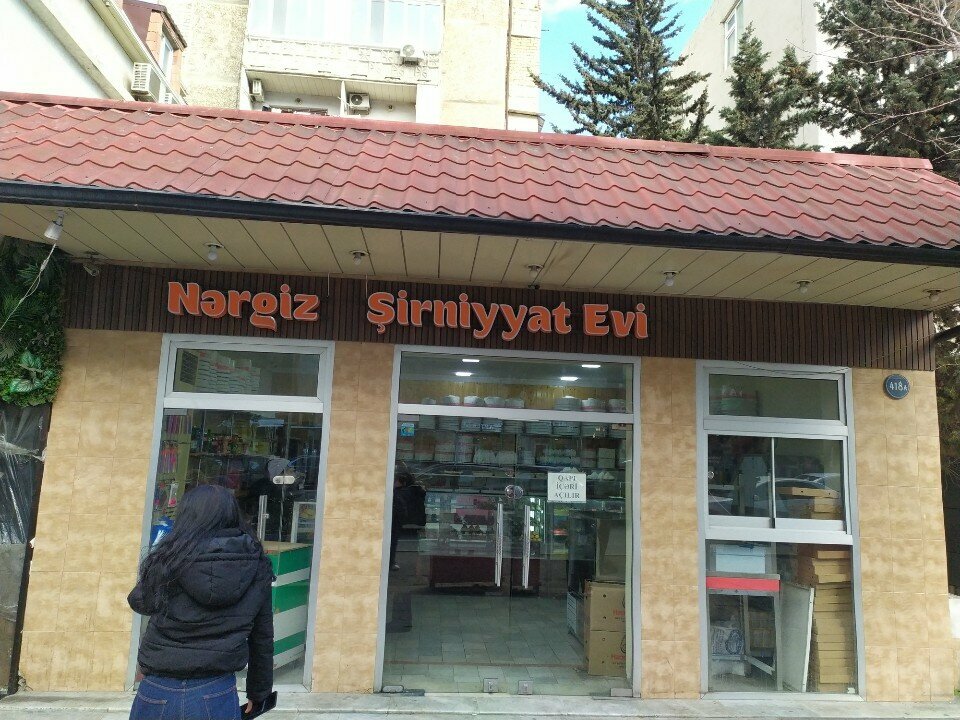 Nərgiz Şirniyyat Evi
418A
QAPI
İÇƏRİ
AÇILIR